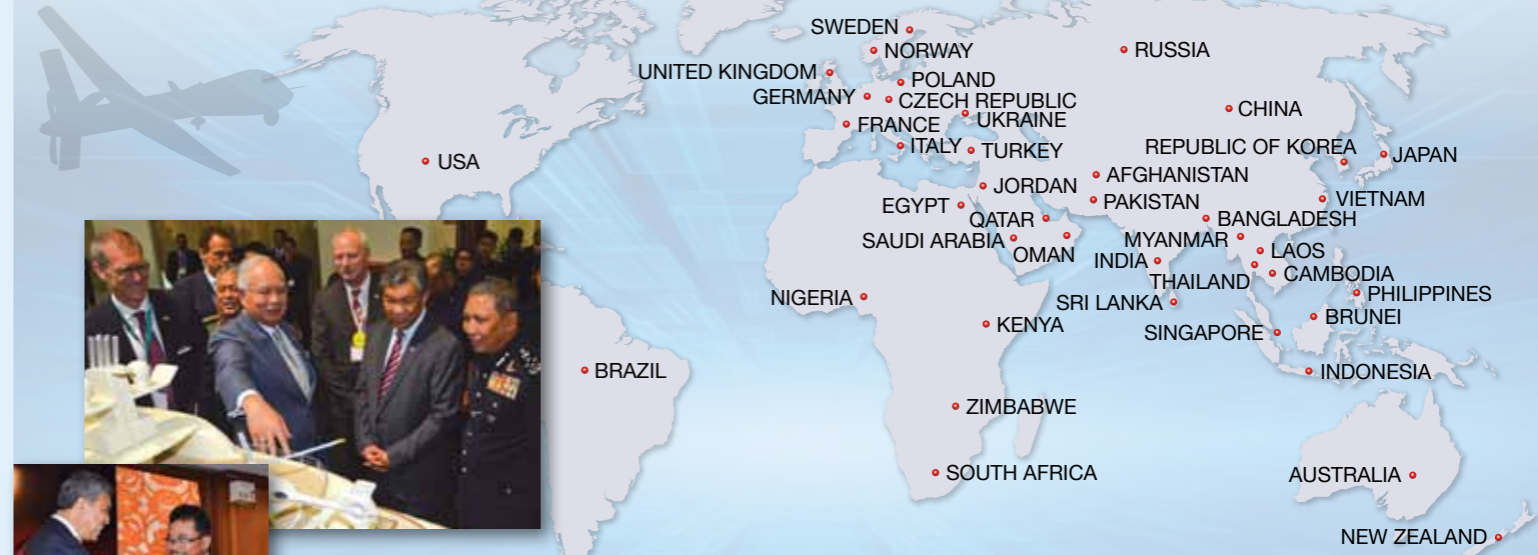 SWEDEN
NORWAY
RUSSIA
UNITED KINGDOM
POLAND
GERMANY
CZECH REPUBLIC
UKRAINE
CHINA
FRANCE
ITALY
TURKEY
REPUBLIC OF KOREA
JAPAN
USA
AFGHANISTAN
JORDAN
PAKISTAN
VIETNAM
EGYPT
QATAR
BANGLADESH
SAUDI ARABIA
OMAN
MYANMAR
LAOS
INDIA
THAILAND
CAMBODIA
NIGERIA
SRI LANKA
PHILIPPINES
KENYA
SINGAPORE
BRUNEI
BRAZIL
INDONESIA
ZIMBABWE
SOUTH AFRICA
AUSTRALIA
NEW ZEALAND